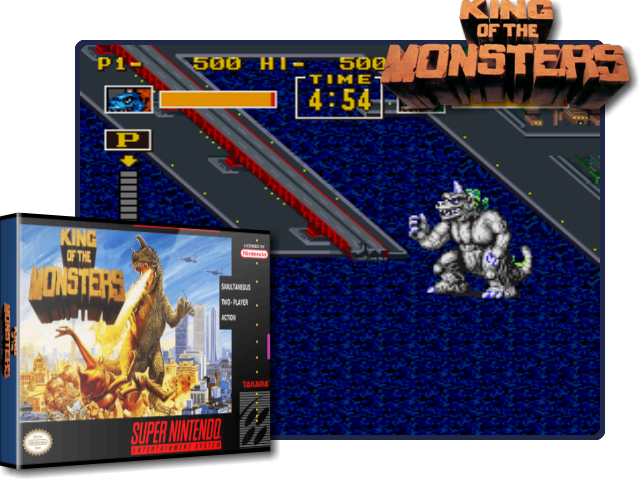 KING
OF THE
MONSTERS
P1- 500 HI- 500
TIME
4:54
P
KING
OF THE
MONSTERS
LICENSED BY
Nintendo
SIMULTANEOUS
TWO-PLAYER
ACTION
TAKARA
SUPER NINTENDO
ENTERTAINMENT SYSTEM